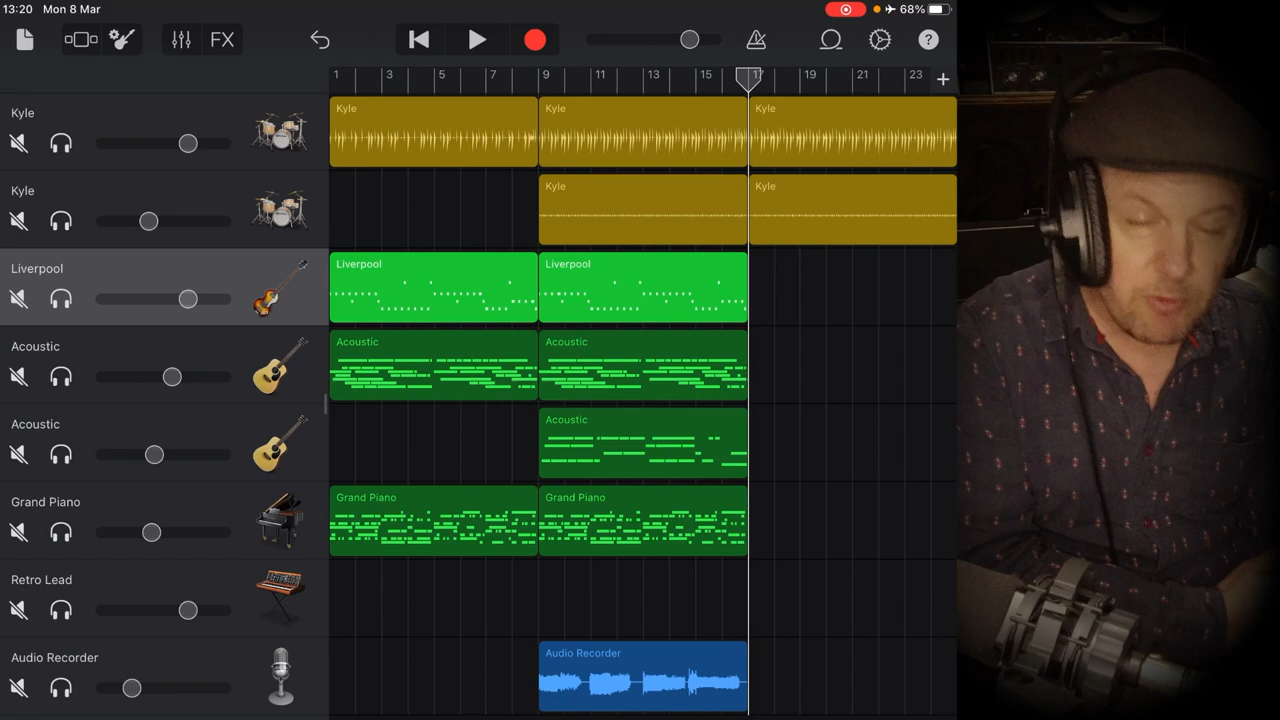 13:20 Mon 8 Mar 68%
FX ?
1 3 5 7 9 11 13 15 17 19 21 23 +
Kyle
Kyle Kyle Kyle
Kyle
Kyle Kyle
Liverpool
Liverpool Liverpool
Acoustic
Acoustic Acoustic
Acoustic
Acoustic
Grand Piano
Grand Piano Grand Piano
Retro Lead
Audio Recorder
Audio Recorder